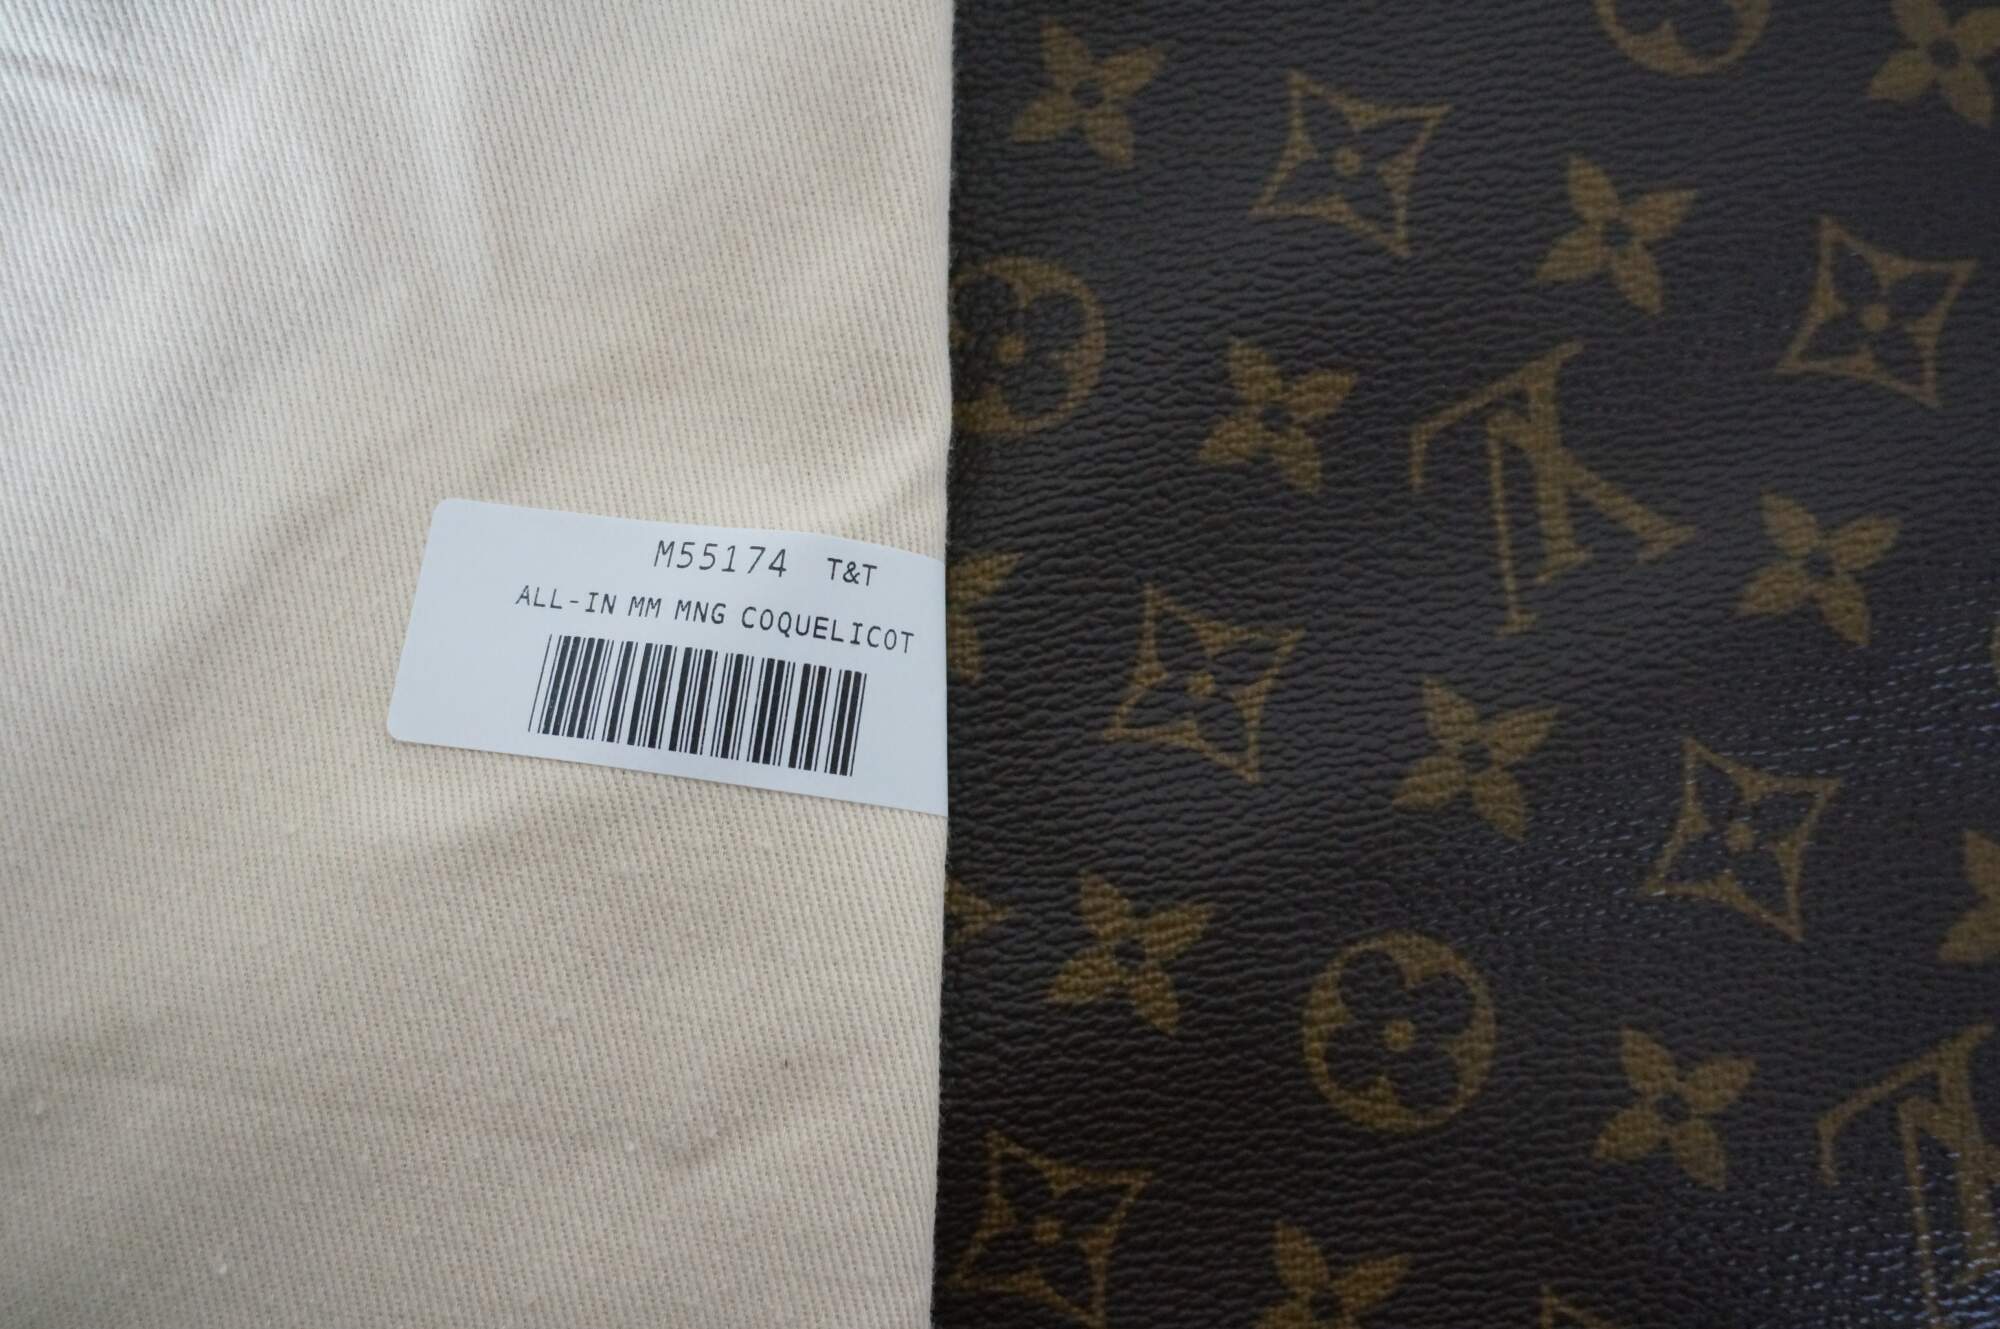 M55174 T&T
ALL-IN MM MNG COQUELICOT